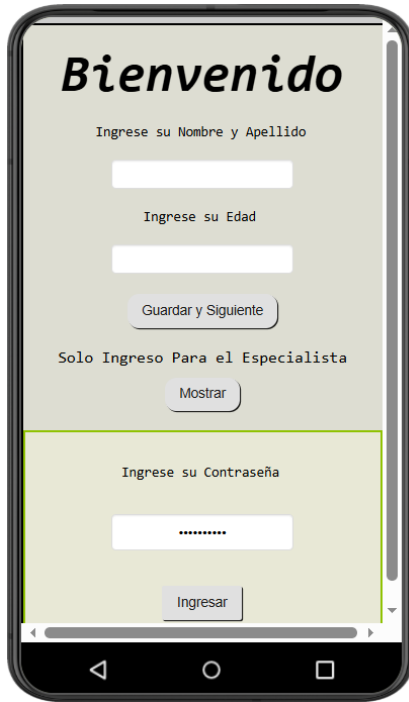 Bienvenido
Ingrese su Nombre y Apellido
Ingrese su Edad
Guardar y Siguiente
Solo Ingreso Para el Especialista
Mostrar
Ingrese su Contraseña
••••••••••
Ingresar